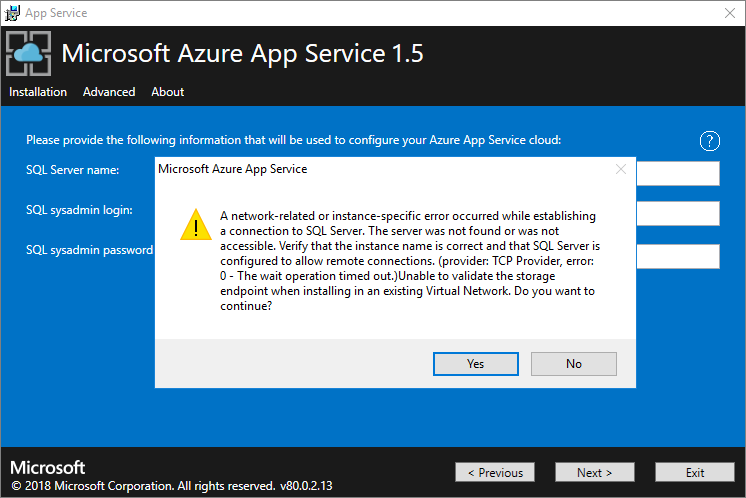 App Service
Microsoft Azure App Service 1.5
Installation Advanced About
Please provide the following information that will be used to configure your Azure App Service cloud:
?
SQL Server name:
SQL sysadmin login:
SQL sysadmin password
Microsoft Azure App Service
A network-related or instance-specific error occurred while establishing
a connection to SQL Server. The server was not found or was not
accessible. Verify that the instance name is correct and that SQL Server is
configured to allow remote connections. (provider: TCP Provider, error:
0 - The wait operation timed out.)Unable to validate the storage
endpoint when installing in an existing Virtual Network. Do you want to
continue?
Yes No
Microsoft
© 2018 Microsoft Corporation. All rights reserved. v80.0.2.13
< Previous Next > Exit